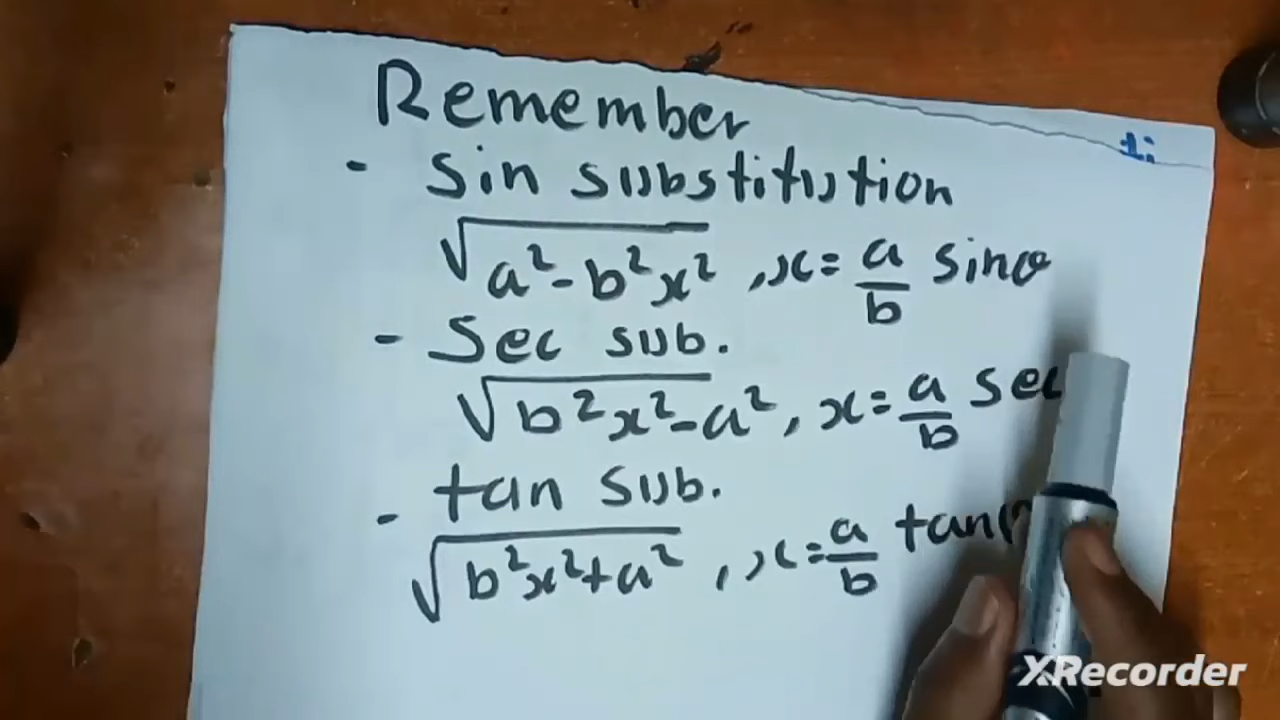 Remember
- sin substitution
√a²-b²x² , x=a/b sinθ
- Sec sub.
√b²x²-a² , x=a/b sec
tan sub.
- √b²x²+a² , x=a/b tan
XRecorder